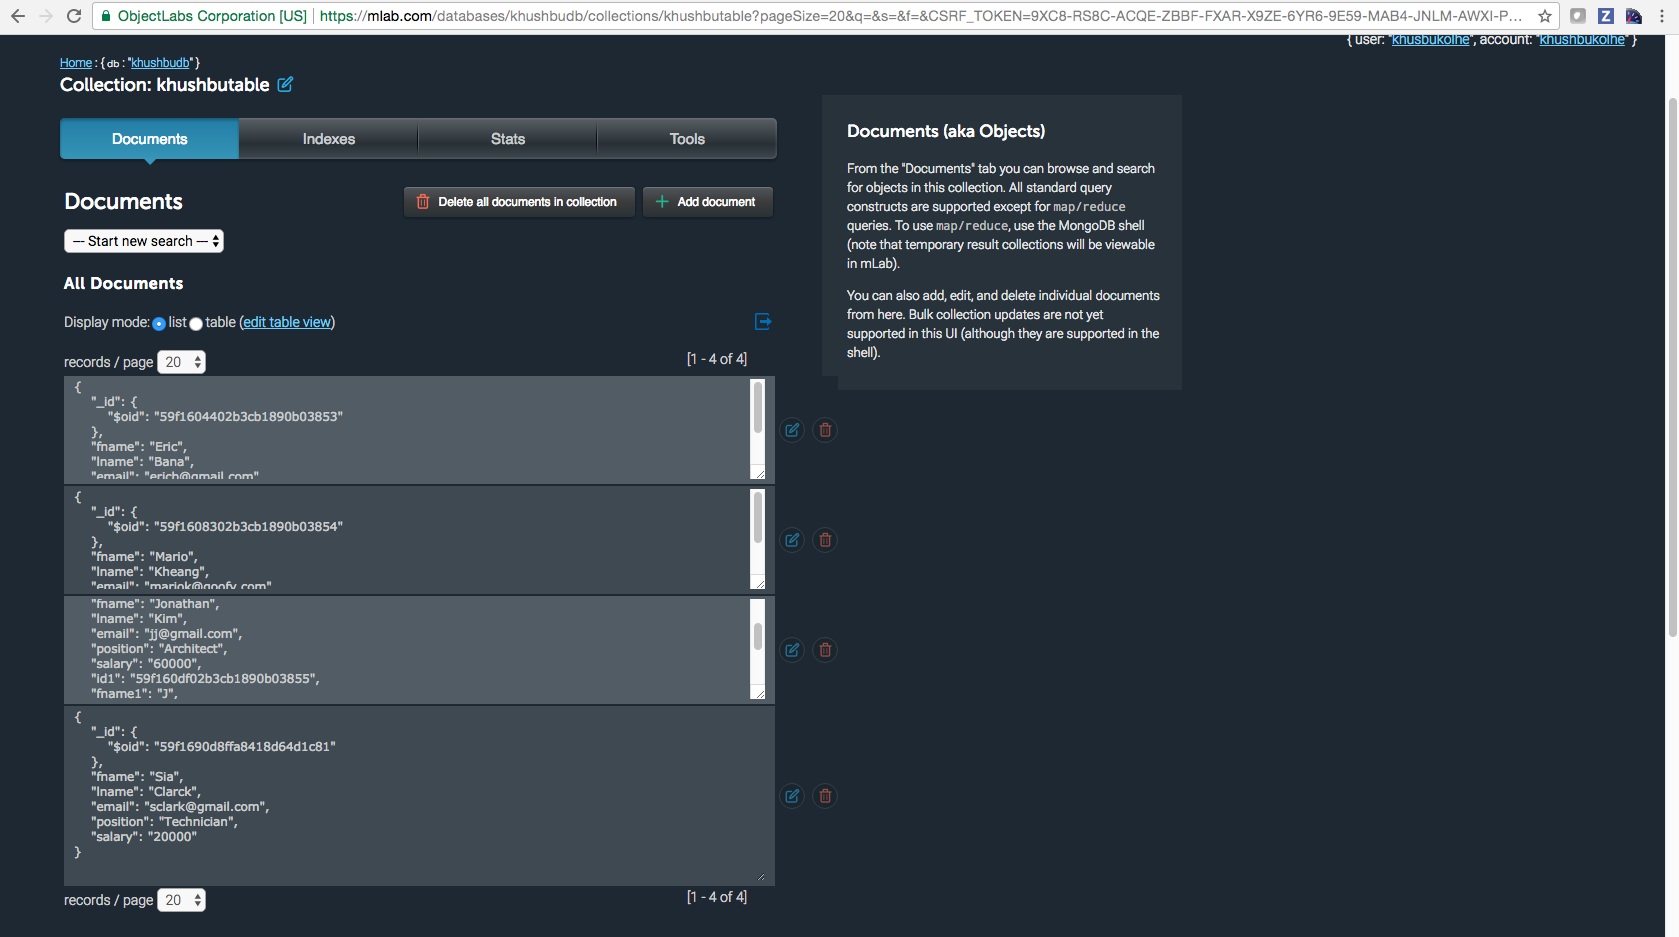 ObjectLabs Corporation [US] | https://mlab.com/databases/khushbudb/collections/khushbutable?pageSize=20&q=&s=&f=&CSRF_TOKEN=9XC8-RS8C-ACQE-ZBBF-FXAR-X9ZE-6YR6-9E59-MAB4-JNLM-AWXI-P...
{ user: "khusbukolhe", account: "khushbukolhe" }
Home : { db : "khushbudb" }
Collection: khushbutable
Documents Indexes Stats Tools
Documents
Delete all documents in collection
Add document
--- Start new search ---
All Documents
Display mode: list table (edit table view)
records / page 20
[1 - 4 of 4]
{
"_id": {
"$oid": "59f1604402b3cb1890b03853"
},
"fname": "Eric",
"lname": "Bana",
"email": "erich@gmail.com"
{
"_id": {
"$oid": "59f1608302b3cb1890b03854"
},
"fname": "Mario",
"lname": "Kheang",
"email": "mariok@goofy.com"
"fname": "Jonathan",
"lname": "Kim",
"email": "jj@gmail.com",
"position": "Architect",
"salary": "60000",
"id1": "59f160df02b3cb1890b03855",
"fname1": "J",
{
"_id": {
"$oid": "59f1690d8ffa8418d64d1c81"
},
"fname": "Sia",
"lname": "Clarck",
"email": "sclark@gmail.com",
"position": "Technician",
"salary": "20000"
}
records / page 20
[1 - 4 of 4]
Documents (aka Objects)
From the "Documents" tab you can browse and search
for objects in this collection. All standard query
constructs are supported except for map/reduce
queries. To use map/reduce, use the MongoDB shell
(note that temporary result collections will be viewable
in mLab).
You can also add, edit, and delete individual documents
from here. Bulk collection updates are not yet
supported in this UI (although they are supported in the
shell).